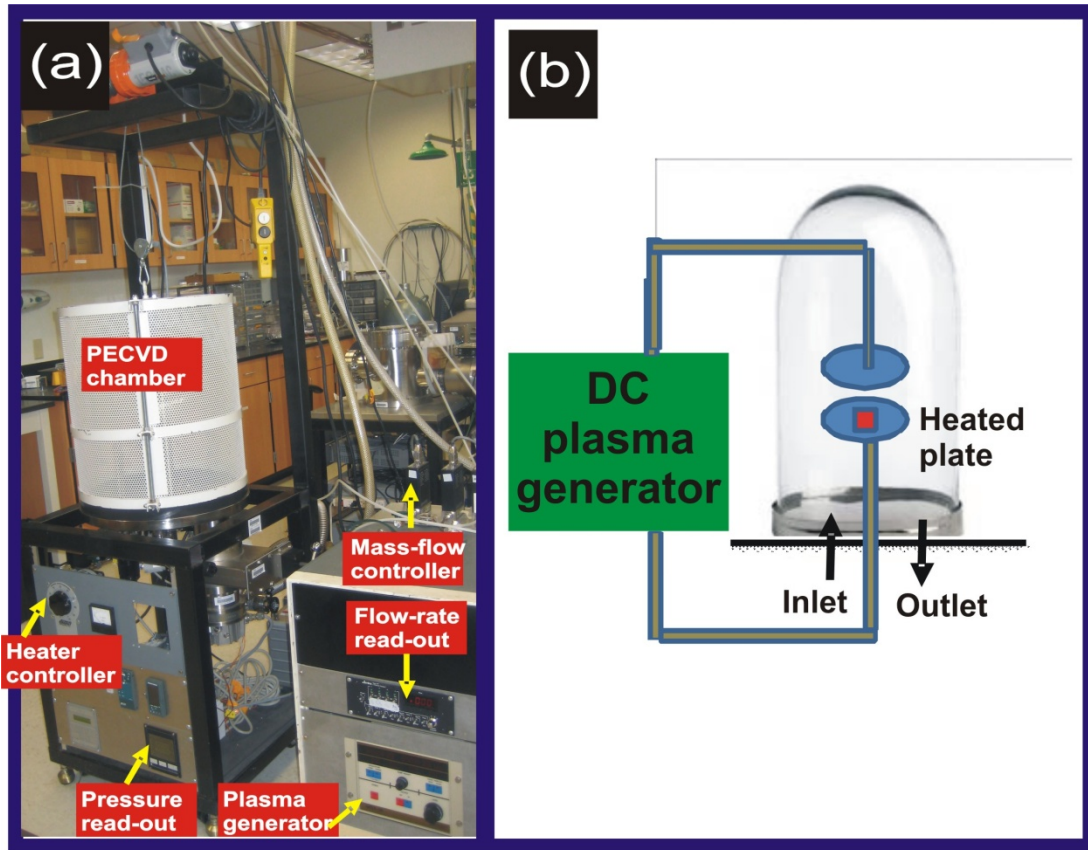 (a)
PECVD
chamber
Mass-flow
controller
Flow-rate
read-out
Heater
controller
Pressure
read-out
Plasma
generator
(b)
DC
plasma
generator
Heated
plate
Inlet
Outlet